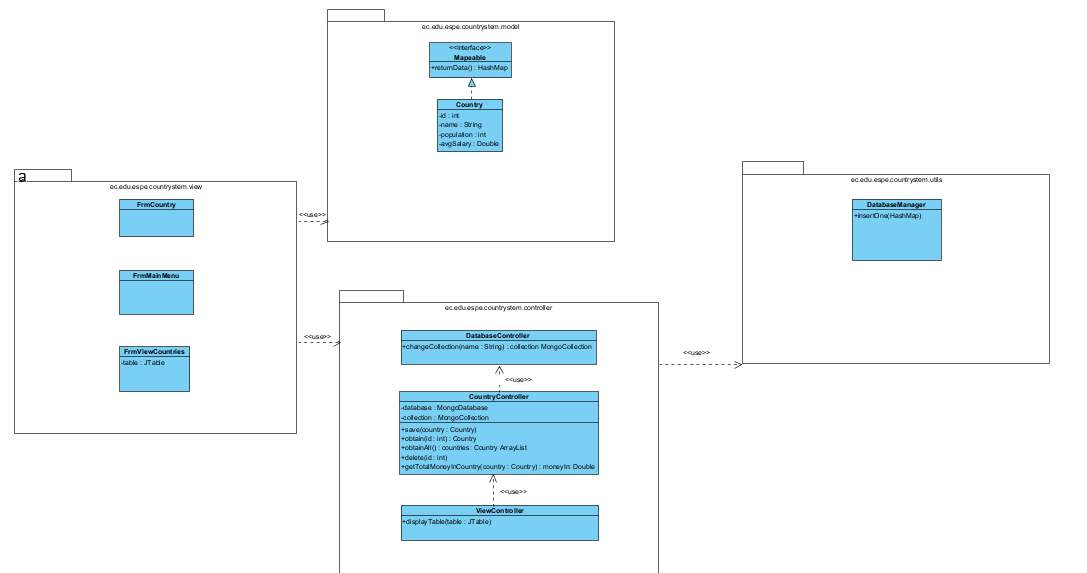 ec.edu.espe.countrystem.model
<<Interface>>
Mapeable
+returnData() : HashMap
Country
-id : int
-name : String
-population : int
-avgSalary : Double
a
ec.edu.espe.countrystem.view
FrmCountry
FrmMainMenu
FrmViewCountries
-table : JTable
<<use>>
<<use>>
ec.edu.espe.countrystem.controller
DatabaseController
+changeCollection(name : String) : collection MongoCollection
<<use>>
CountryController
-database : MongoDatabase
-collection : MongoCollection
+save(country : Country)
+obtain(id : int) : Country
+obtainAll() : countries: Country ArrayList
+delete(id : int)
+getTotalMoneyInCountry(country : Country) : moneyIn: Double
<<use>>
ViewController
+displayTable(table : JTable)
<<use>>
ec.edu.espe.countrystem.utils
DatabaseManager
+insertOne(HashMap)